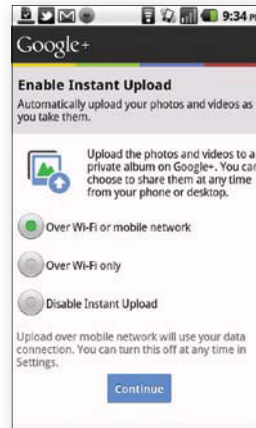 9:34 PM
Google+
Enable Instant Upload
Automatically upload your photos and videos as
you take them.
Upload the photos and videos to a
private album on Google+. You can
choose to share them at any time
from your phone or desktop.
Over Wi-Fi or mobile network
Over Wi-Fi only
Disable Instant Upload
Upload over mobile network will use your data
connection. You can turn this off at any time in
Settings.
Continue